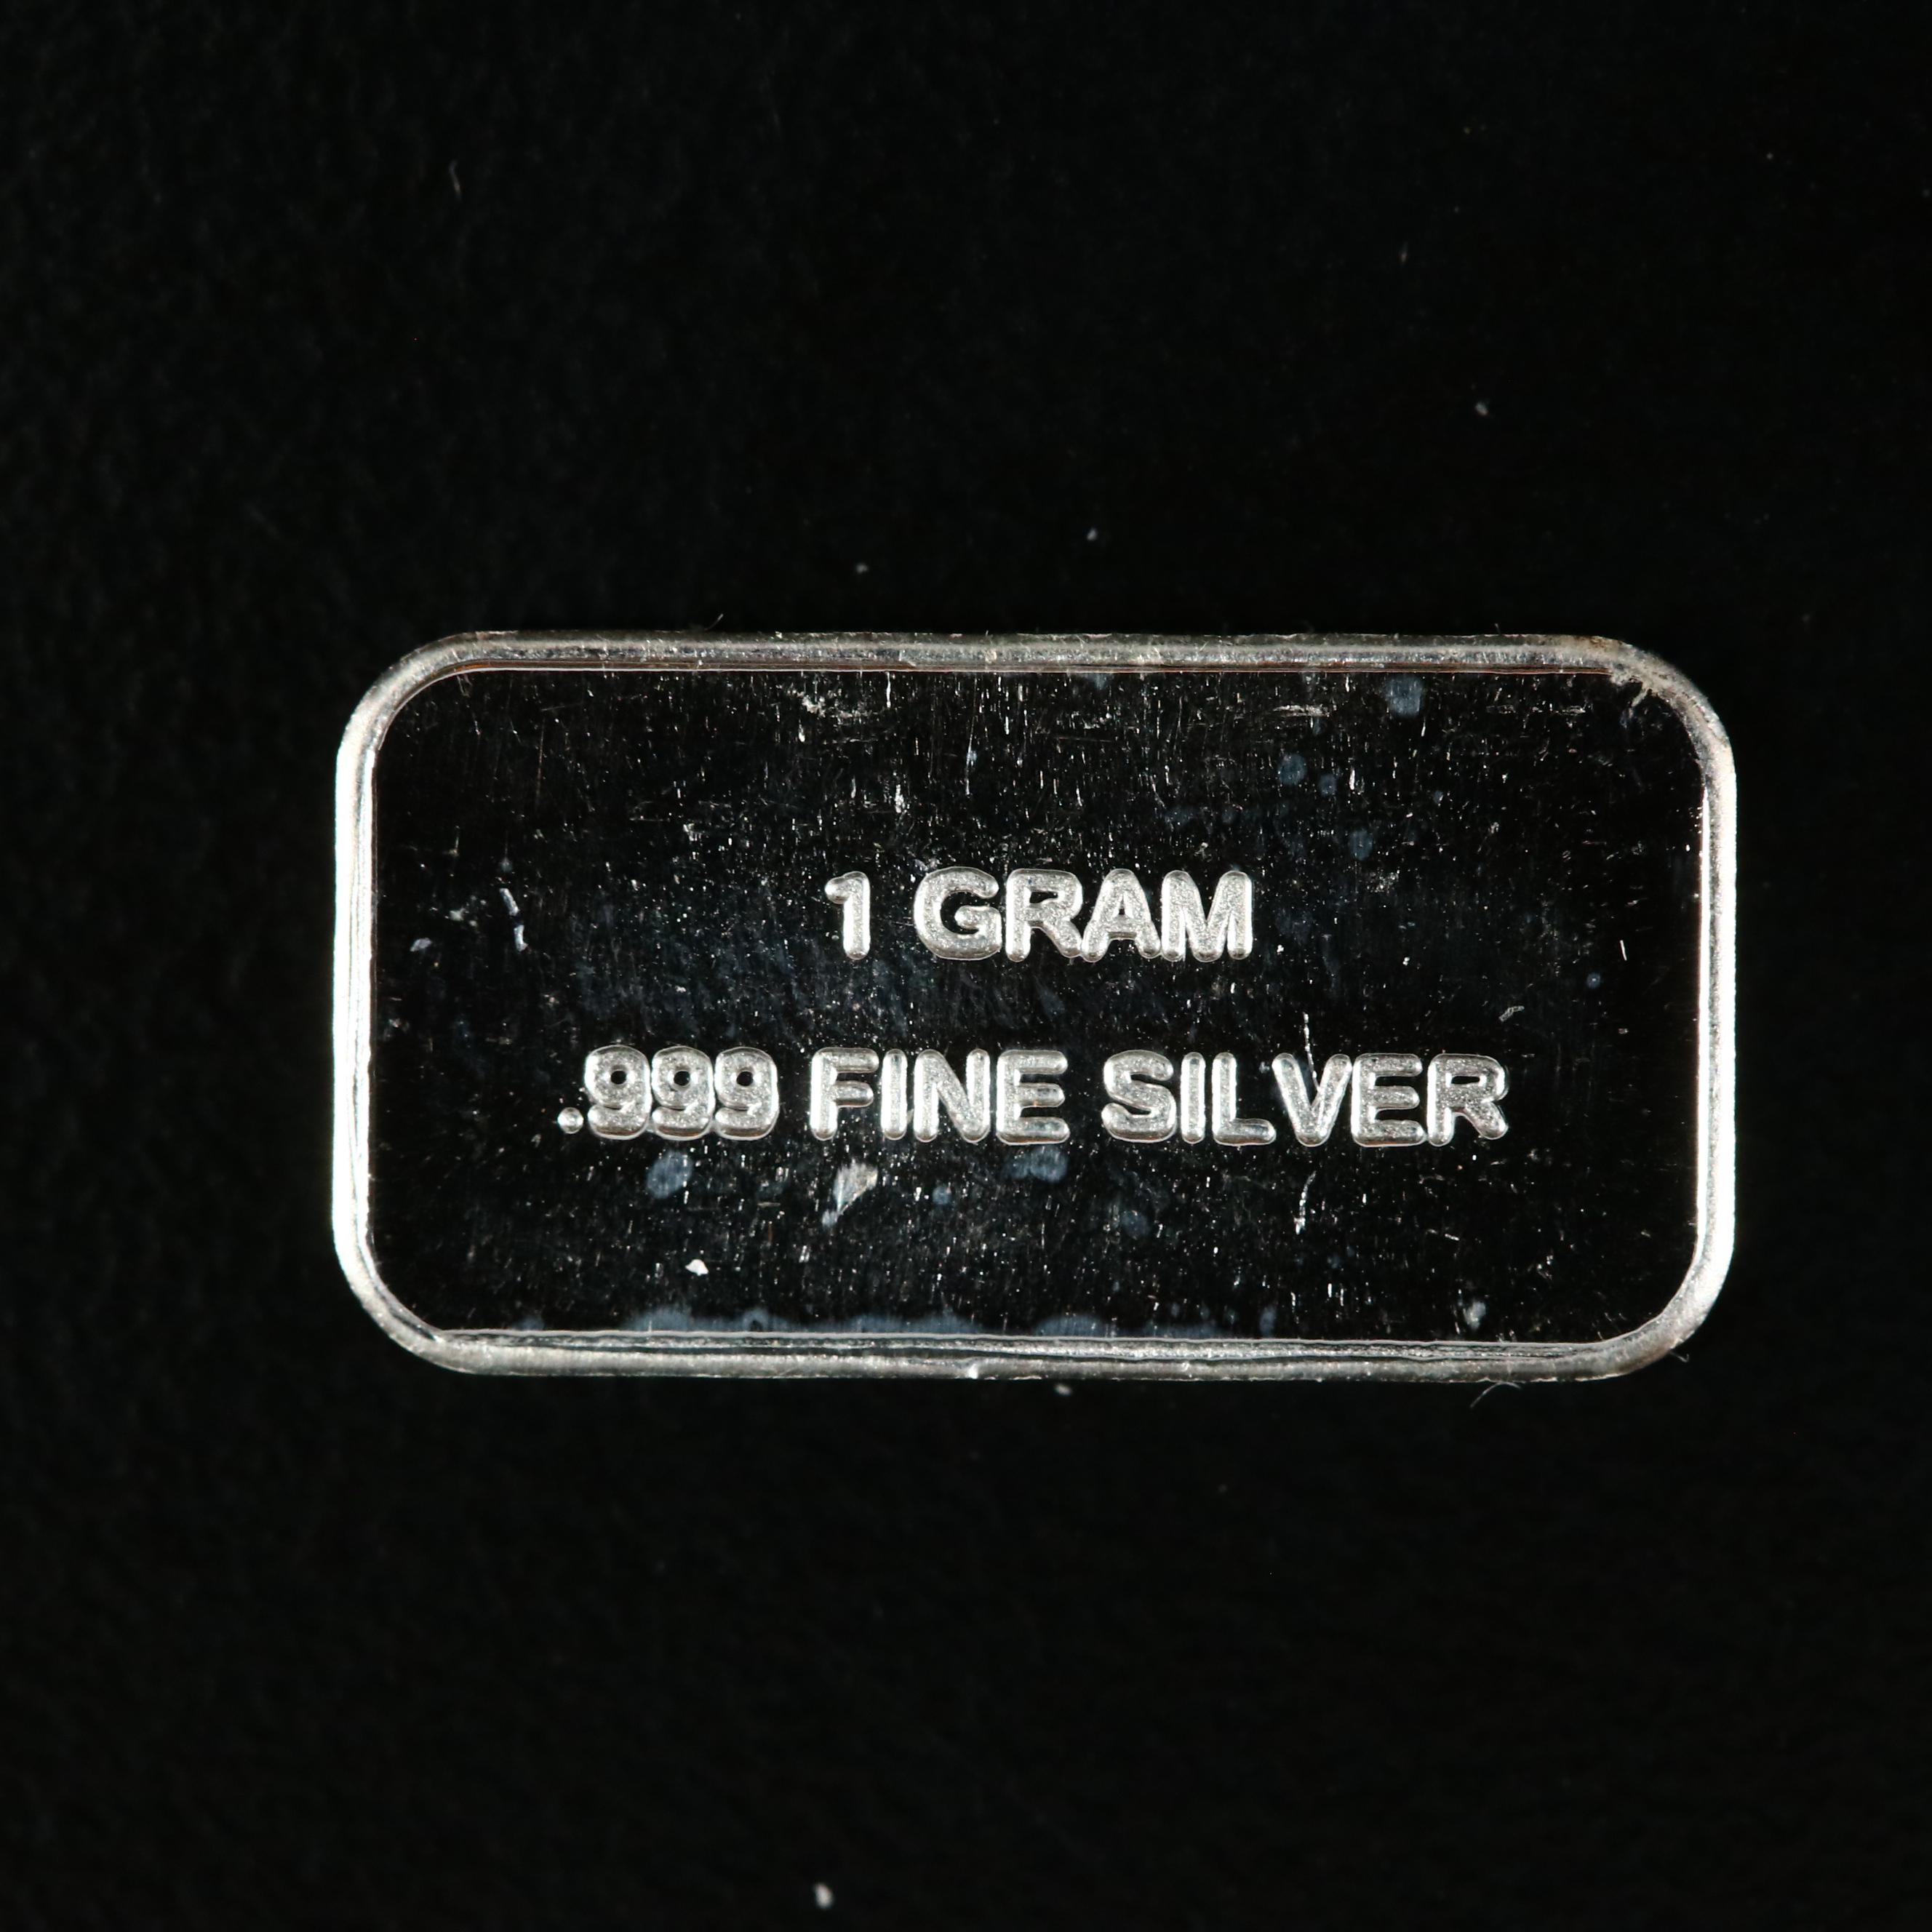 1 GRAM
.999 FINE SILVER